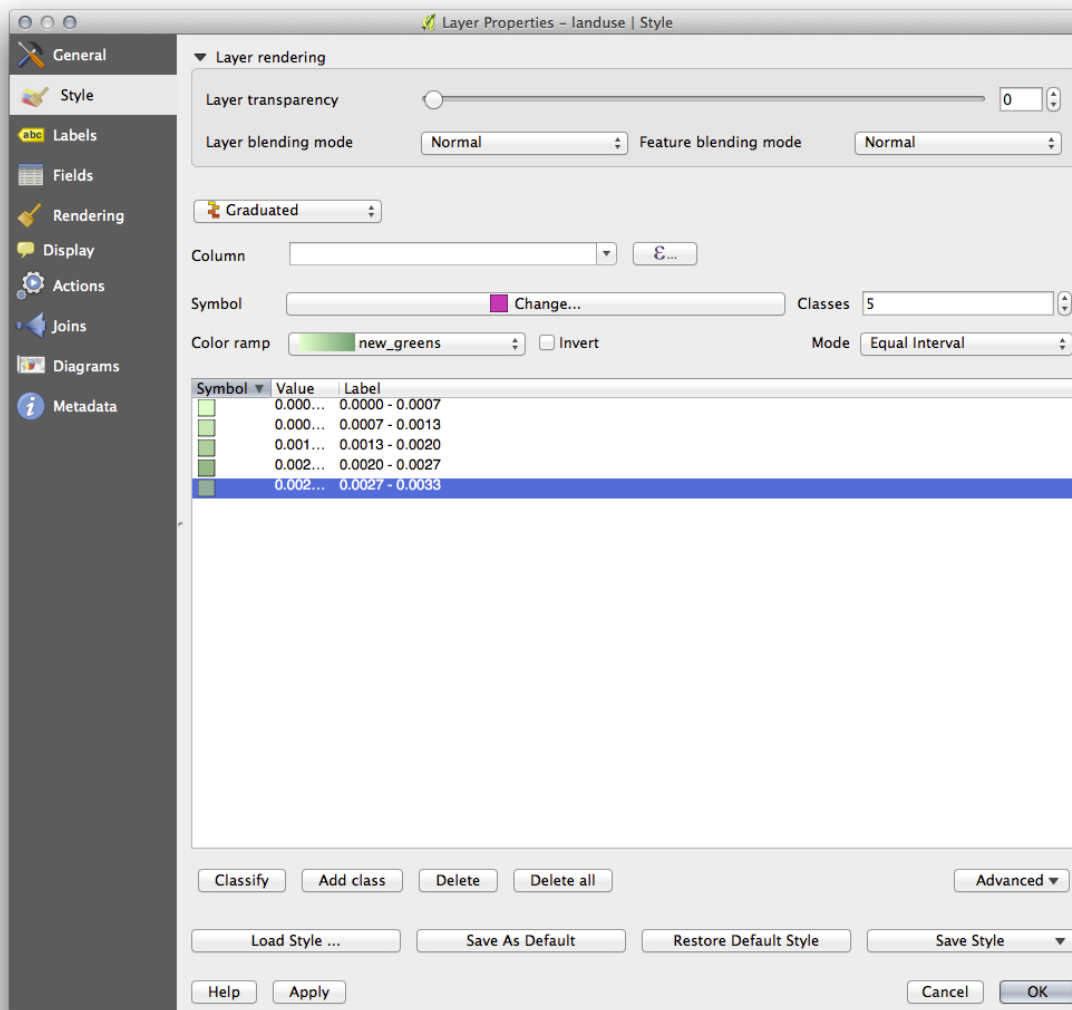 Layer Properties – landuse | Style
General
Style
abc Labels
Fields
Rendering
Display
Actions
Joins
Diagrams
i Metadata
Layer rendering
Layer transparency 0
Layer blending mode Normal Feature blending mode Normal
Graduated
Column ε...
Symbol Change... Classes 5
Color ramp new_greens Invert Mode Equal Interval
Symbol Value Label
0.000... 0.0000 - 0.0007
0.000... 0.0007 - 0.0013
0.001... 0.0013 - 0.0020
0.002... 0.0020 - 0.0027
0.002... 0.0027 - 0.0033
Classify Add class Delete Delete all Advanced
Load Style ... Save As Default Restore Default Style Save Style
Help Apply Cancel OK